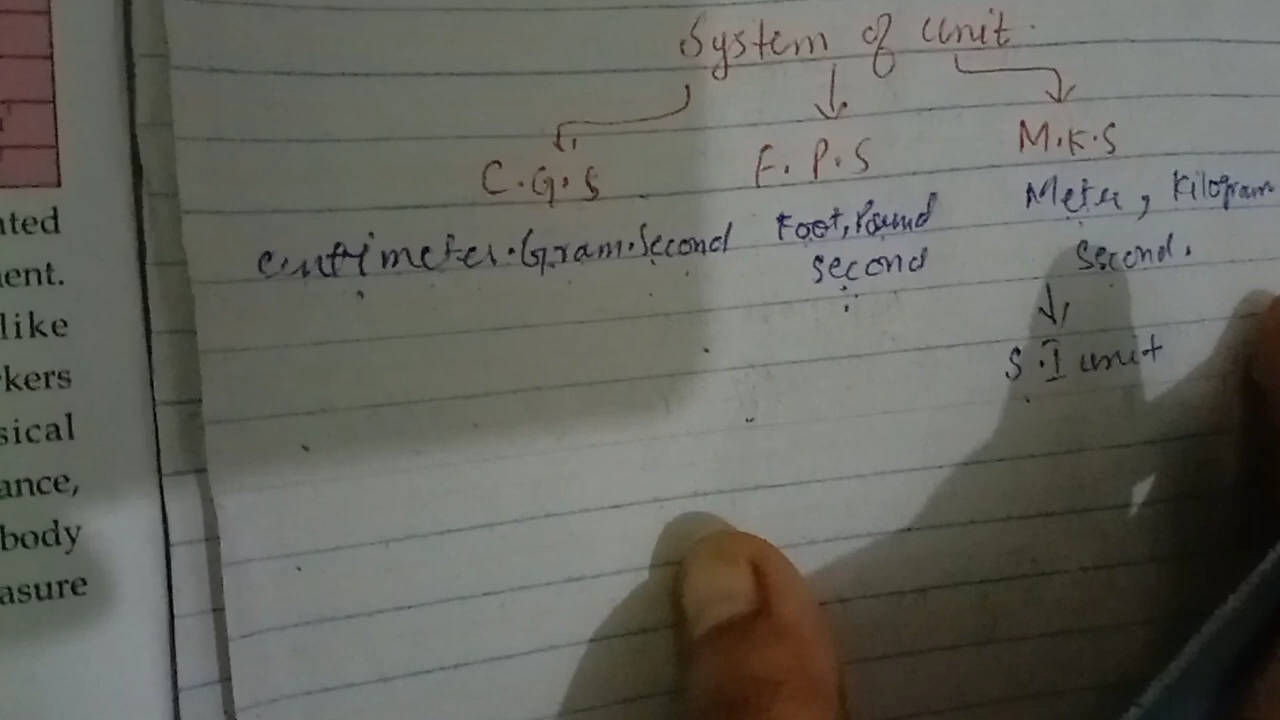 System of unit.
C.G.S F.P.S M.K.S
centimeter.Gram.Second Foot, Pound Meter, Kilogram
second Second.
S.I unit
ated
ent.
like
kers
sical
ance,
body
asure